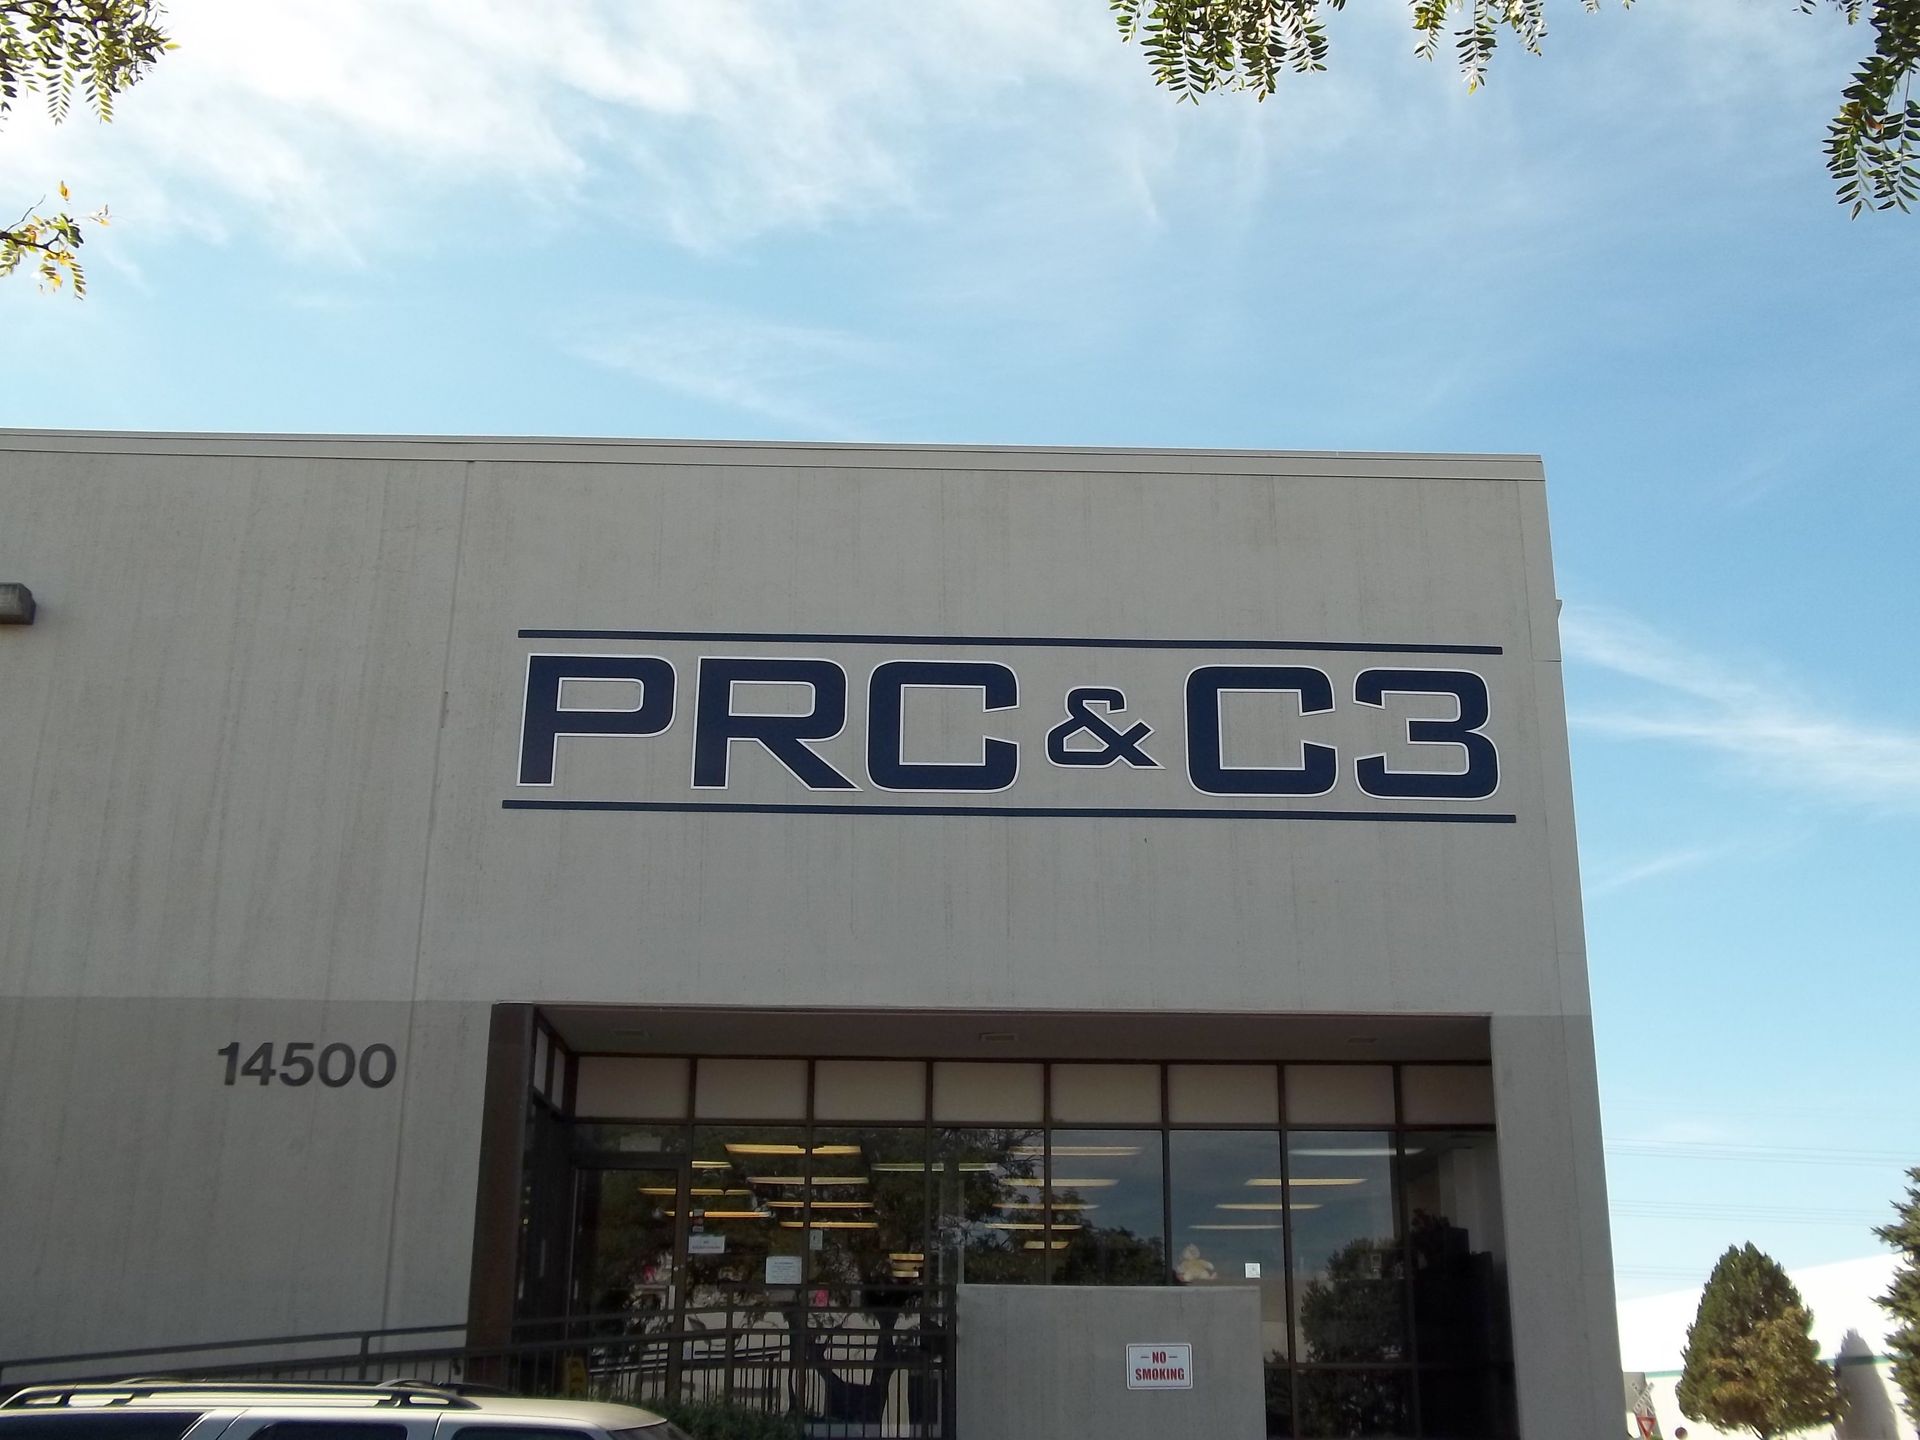 PRC & C3
14500
NO
SMOKING